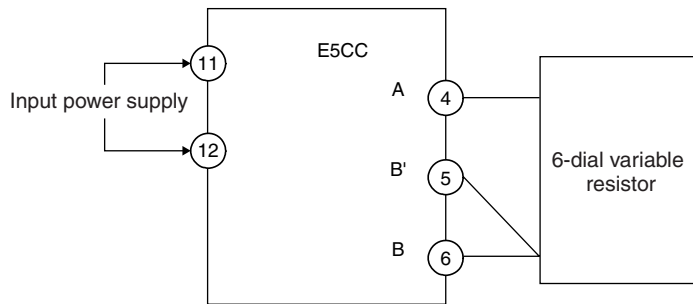 E5CC
11
Input power supply
12
A
4
B'
5
B
6
6-dial variable
resistor